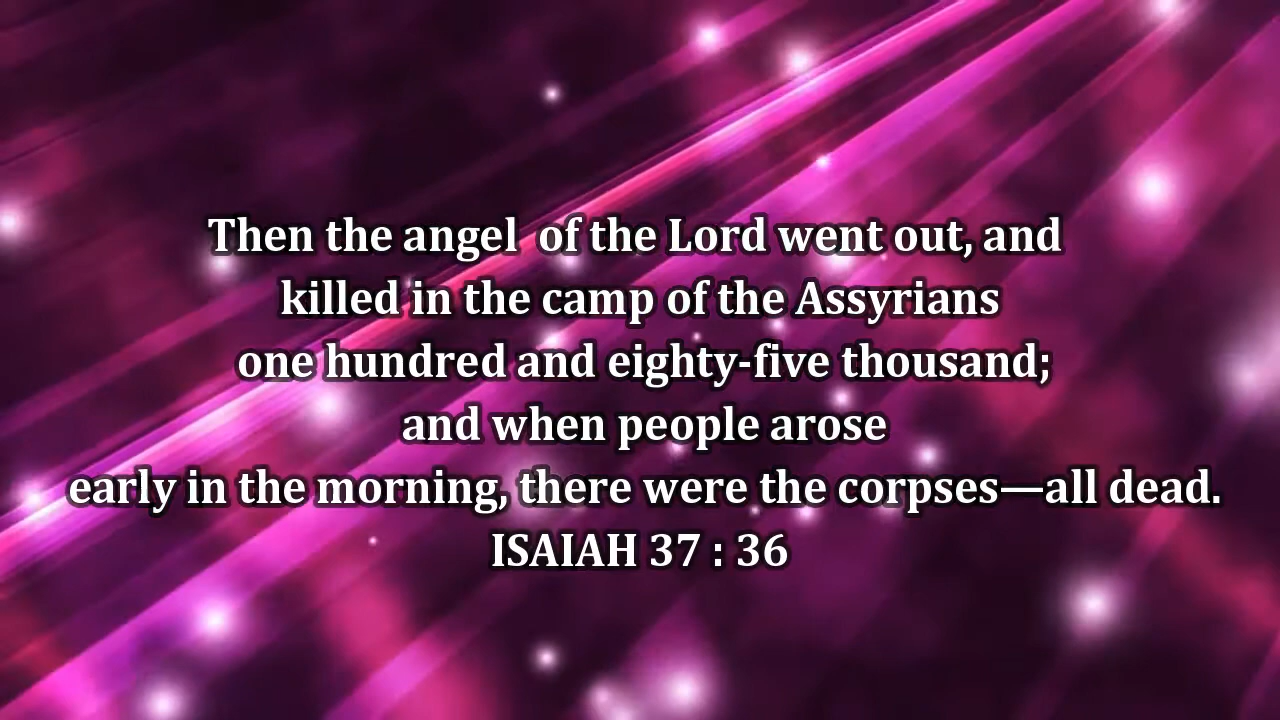 Then the angel  of the Lord went out, and
killed in the camp of the Assyrians
one hundred and eighty-five thousand;
and when people arose
early in the morning, there were the corpses—all dead.
ISAIAH 37 : 36